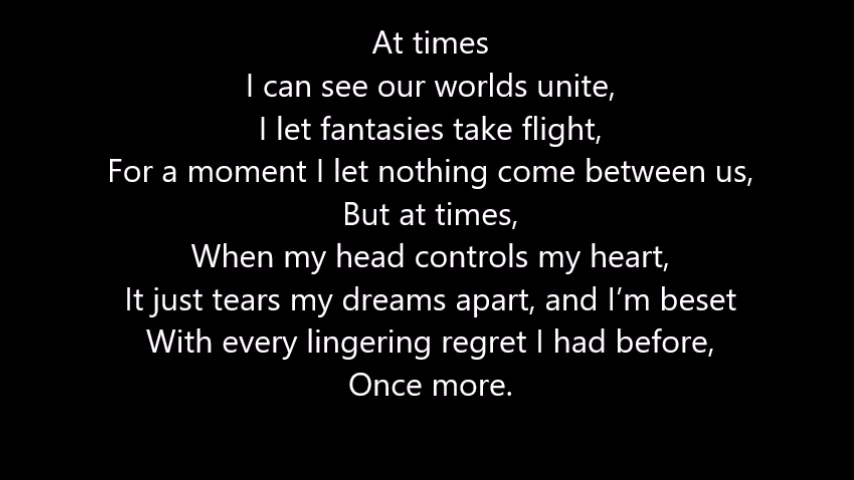 At times
I can see our worlds unite,
I let fantasies take flight,
For a moment I let nothing come between us,
But at times,
When my head controls my heart,
It just tears my dreams apart, and I’m beset
With every lingering regret I had before,
Once more.